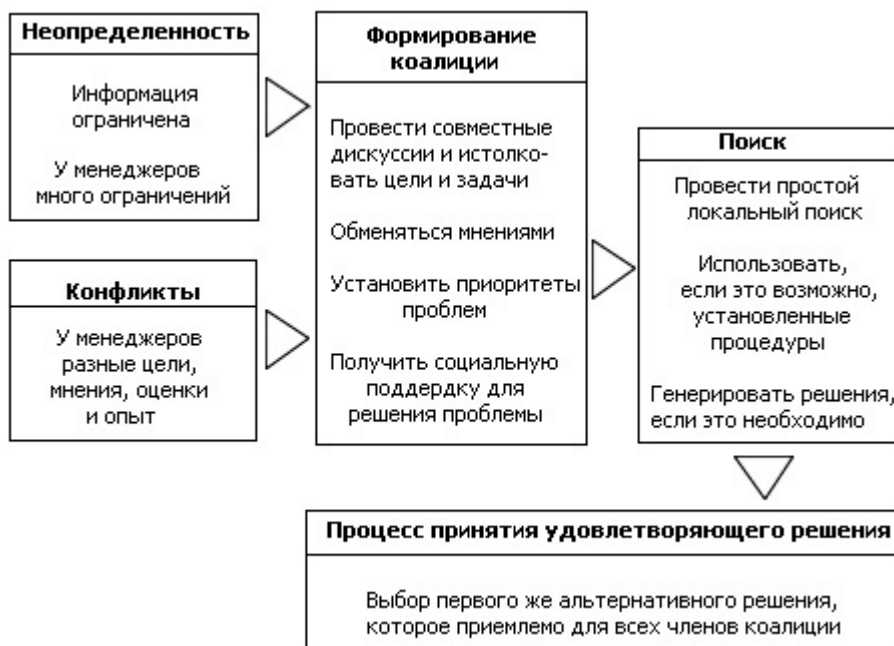 Неопределенность
Информация
ограничена
У менеджеров
много ограничений
Конфликты
У менеджеров
разные цели,
мнения, оценки
и опыт
Формирование
коалиции
Провести совместные
дискуссии и истолко-
вать цели и задачи
Обменяться мнениями
Установить приоритеты
проблем
Получить социальную
поддердку для
решения проблемы
Поиск
Провести простой
локальный поиск
Использовать,
если это возможно,
установленные
процедуры
Генерировать решения,
если это необходимо
Процесс принятия удовлетворяющего решения
Выбор первого же альтернативного решения,
которое приемлемо для всех членов коалиции